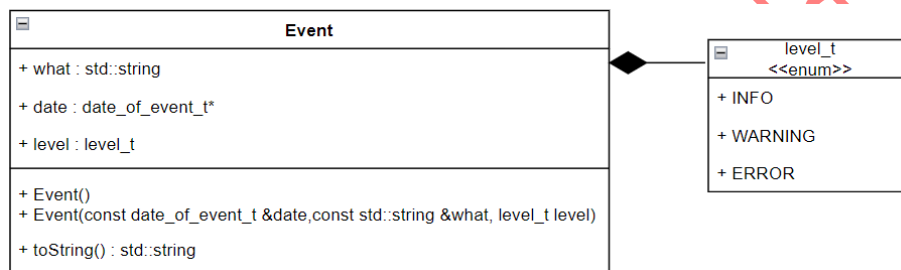 Event
+ what : std::string
+ date : date_of_event_t*
+ level : level_t
+ Event()
+ Event(const date_of_event_t &date,const std::string &what, level_t level)
+ toString() : std::string
level_t
<<enum>>
+ INFO
+ WARNING
+ ERROR